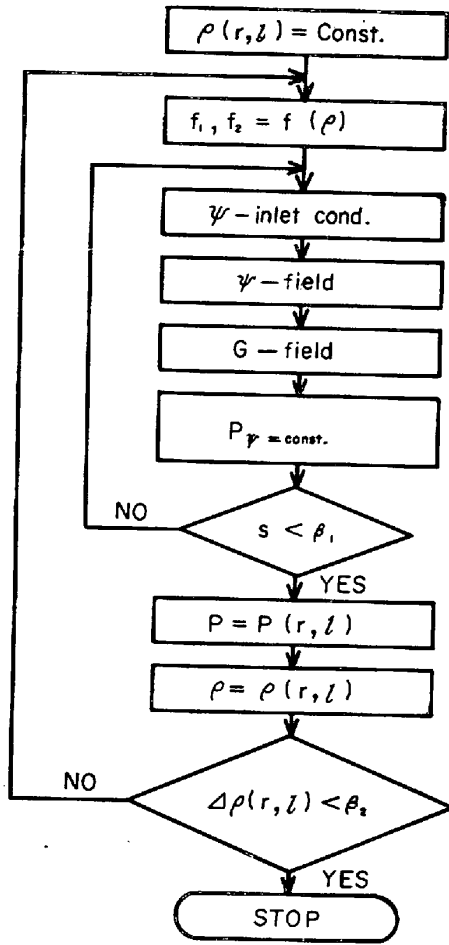 ρ(r,l) = Const.
f₁, f₂ = f (ρ)
ψ – inlet cond.
ψ – field
G – field
P ψ = const.
s < β₁
NO
YES
P = P (r, l)
ρ = ρ (r, l)
Δρ(r, l) < β₂
NO
YES
STOP